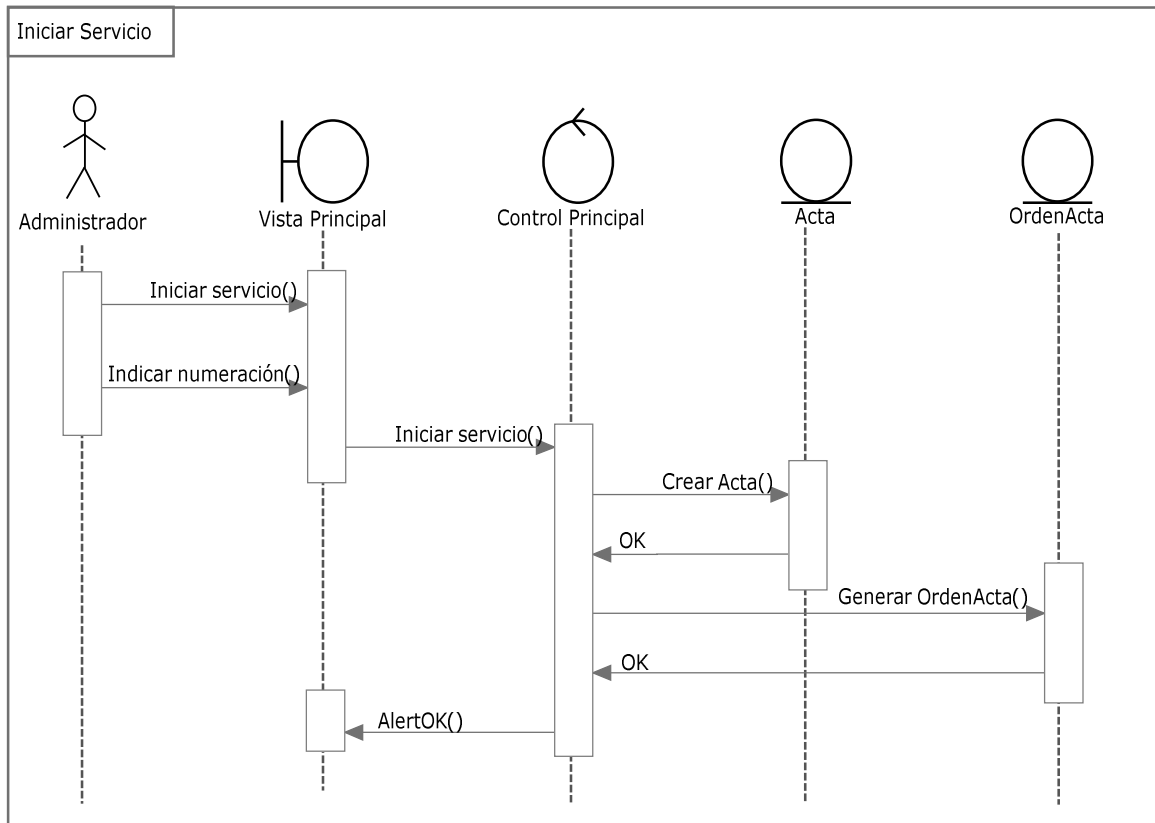 Iniciar Servicio
Administrador
Vista Principal
Control Principal
Acta
OrdenActa
Iniciar servicio()
Indicar numeración()
Iniciar servicio()
Crear Acta()
OK
Generar OrdenActa()
OK
AlertOK()